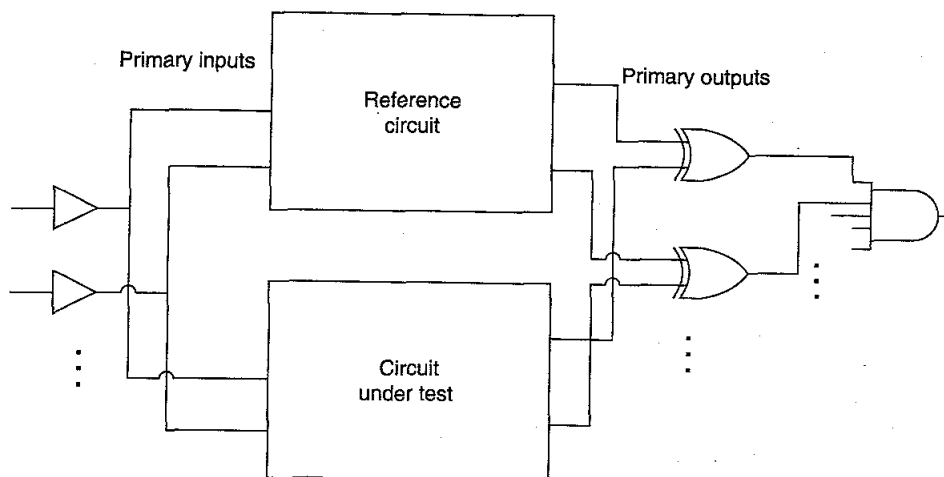 Primary inputs
Reference
circuit
Primary outputs
Circuit
under test